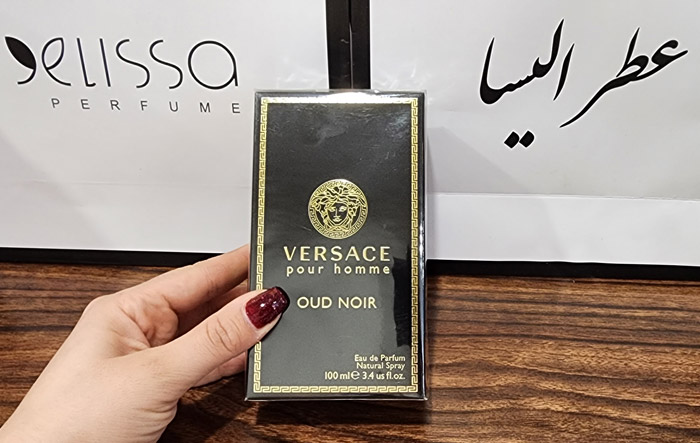 elissa
PERFUME
عطر الیسا
VERSACE
pour homme
OUD NOIR
Eau de Parfum
Natural Spray
100 ml ℮ 3.4 us fl.oz.